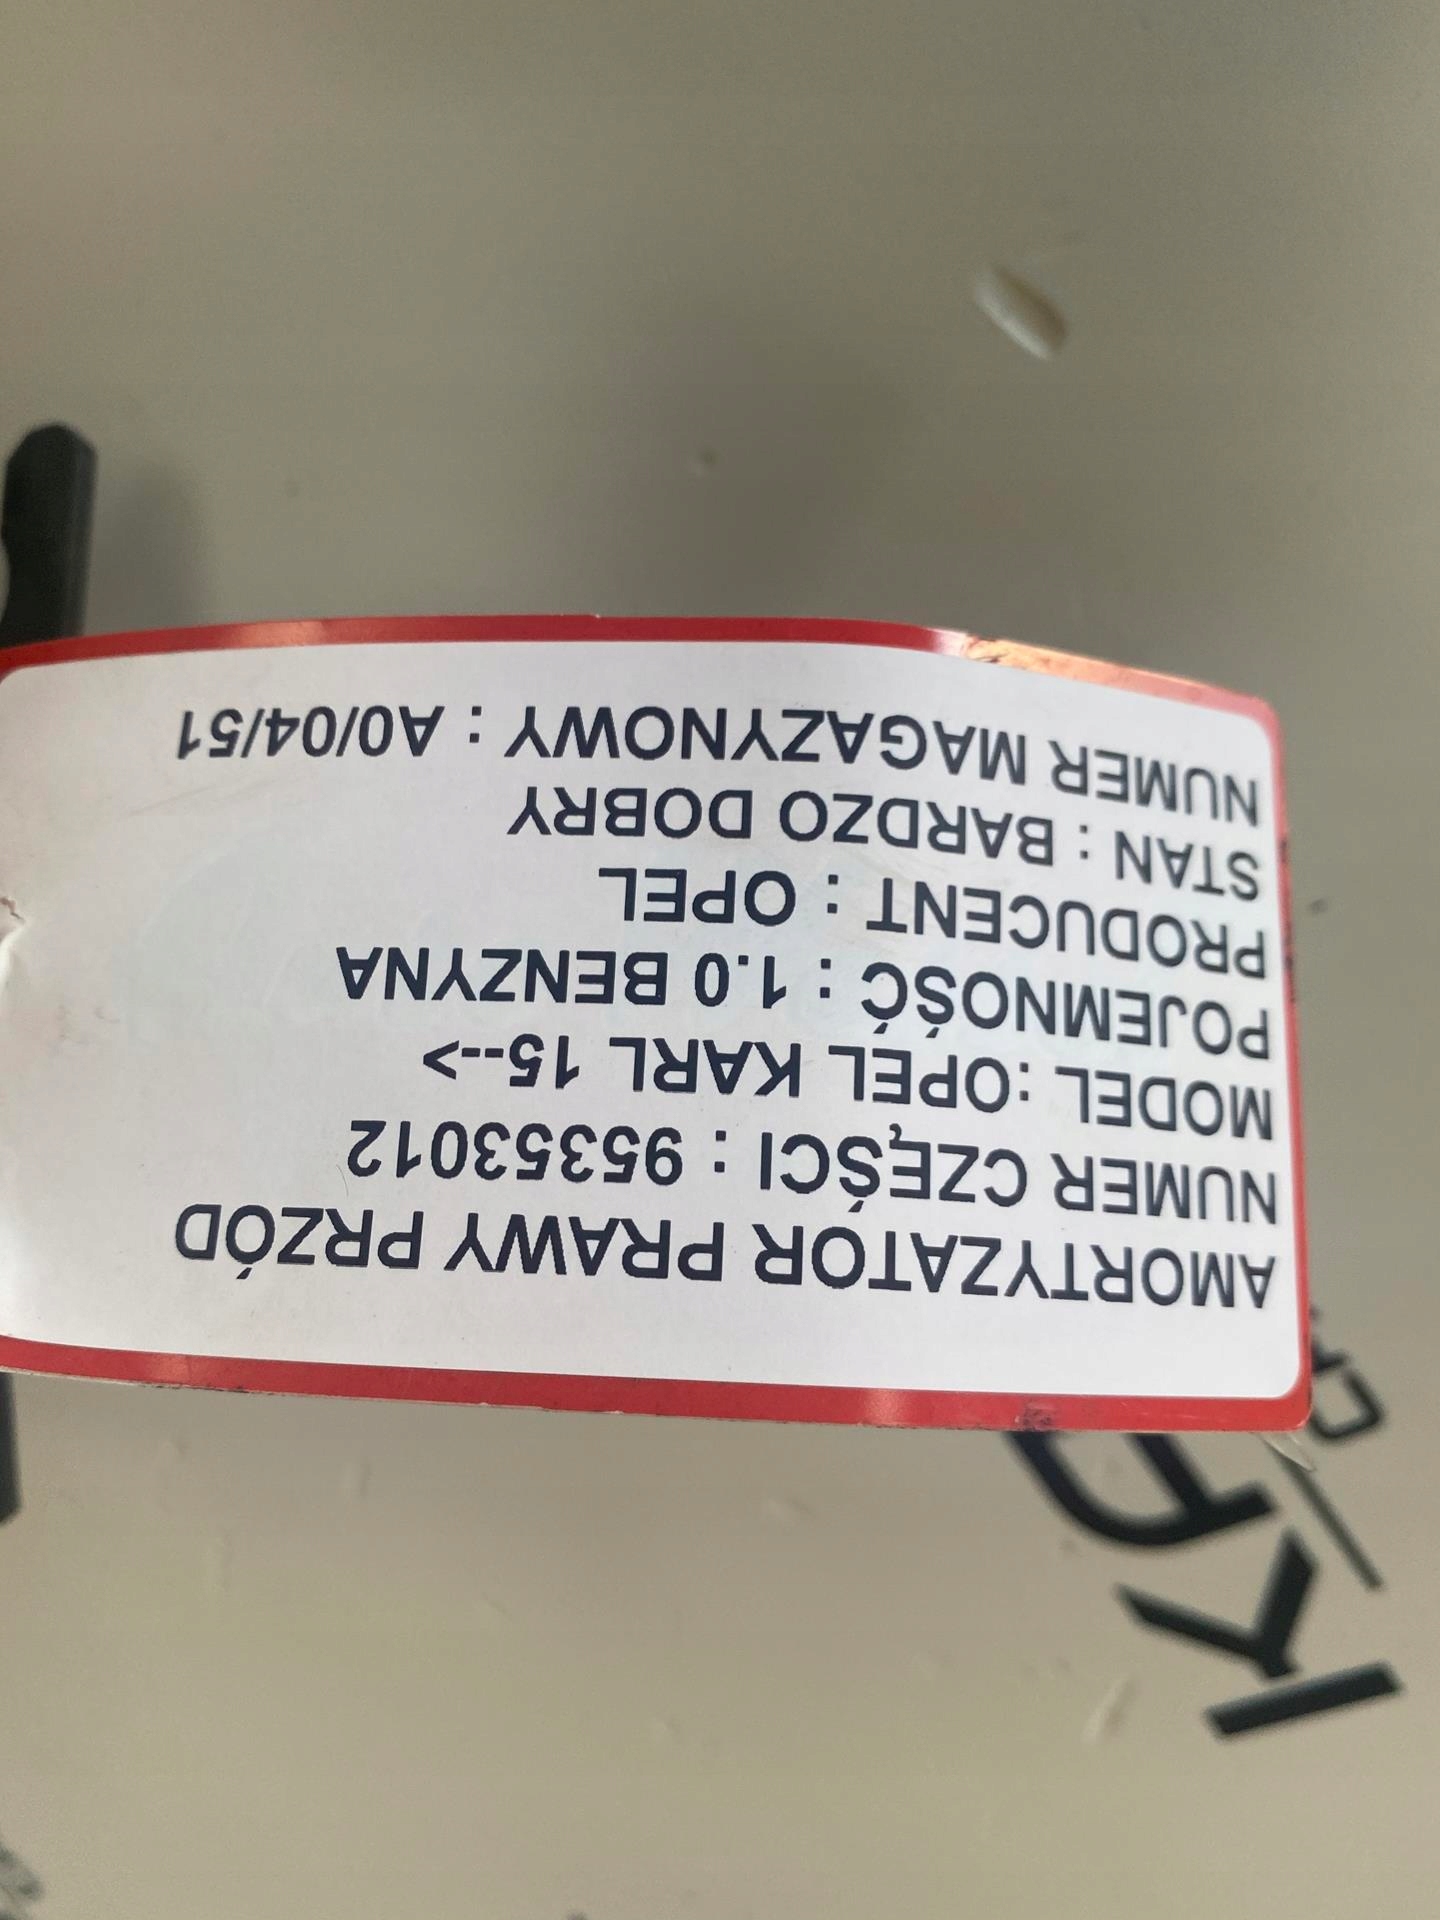 AMORTYZATOR PRAWY PRZÓD
NUMER CZĘŚCI : 95353012
MODEL :OPEL KARL 15-->
POJEMNOŚĆ : 1.0 BENZYNA
PRODUCENT : OPEL
STAN : BARDZO DOBRY
NUMER MAGAZYNOWY : A0/04/51